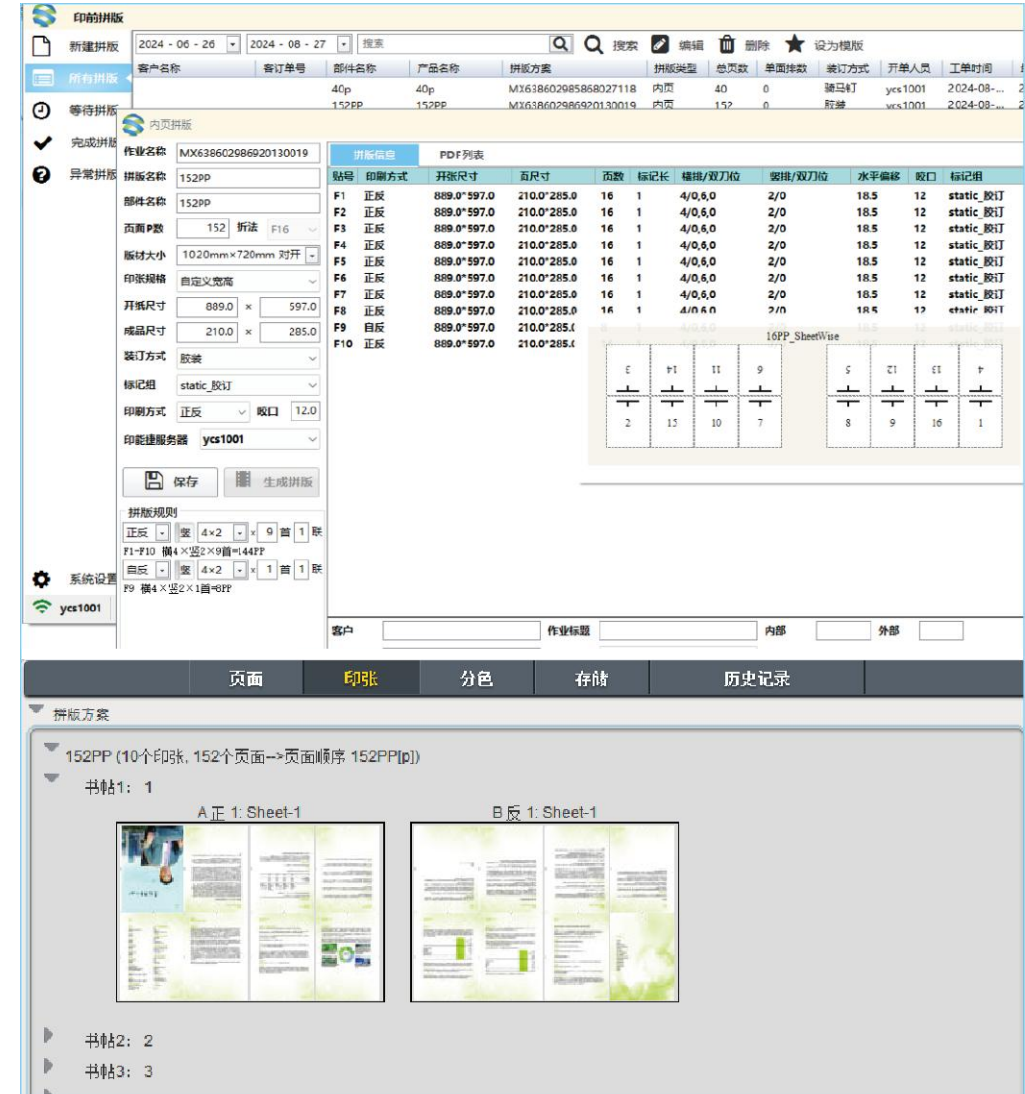 印前拼版
新建拼版 2024 - 06 - 26 2024 - 08 - 27 搜索 搜索 编辑 删除 设为模版
所有拼版 客户名称 客订单号 部件名称 产品名称 拼版方案 拼版类型 总页数 单面拼数 装订方式 开单人员 工单时间
40p 40p MX638602985868027118 内页 40 0 骑马钉 ycs1001 2024-08-...
等待拼版 152PP 152PP MX638602986920130019 内页 152 0 胶装 ycs1001 2024-08-...
内页拼版
完成拼版 作业名称 MX638602986920130019 拼版信息 PDF列表
异常拼版 拼版名称 152PP 贴号 印刷方式 开张尺寸 页尺寸 页数 标记长 横排/双刀位 竖排/双刀位 水平偏移 咬口 标记组
F1 正反 889.0*597.0 210.0*285.0 16 1 4/0,6,0 2/0 18.5 12 static_胶订
部件名称 152PP F2 正反 889.0*597.0 210.0*285.0 16 1 4/0,6,0 2/0 18.5 12 static_胶订
页面P数 152 折法 F16 F3 正反 889.0*597.0 210.0*285.0 16 1 4/0,6,0 2/0 18.5 12 static_胶订
F4 正反 889.0*597.0 210.0*285.0 16 1 4/0,6,0 2/0 18.5 12 static_胶订
版材大小 1020mm×720mm 对开 F5 正反 889.0*597.0 210.0*285.0 16 1 4/0,6,0 2/0 18.5 12 static_胶订
印张规格 自定义宽高 F6 正反 889.0*597.0 210.0*285.0 16 1 4/0,6,0 2/0 18.5 12 static_胶订
F7 正反 889.0*597.0 210.0*285.0 16 1 4/0,6,0 2/0 18.5 12 static_胶订
开纸尺寸 889.0 × 597.0 F8 正反 889.0*597.0 210.0*285.0 16 1 4/0,6,0 2/0 18.5 12 static_胶订
成品尺寸 210.0 × 285.0 F9 自反 889.0*597.0 210.0*285.0
16PP_SheetWise
F10 正反 889.0*597.0 210.0*285.0
装订方式 胶装
3 14 11 6 5 12 13 4
标记组 static_胶订
印刷方式 正反 咬口 12.0
2 15 10 7 8 9 16 1
印能捷服务器 ycs1001
保存 生成拼版
拼版规则
正反 竖 4×2 x 9 首 1 联
F1-F10 横4×竖2×9首=144PP
自反 竖 4×2 x 1 首 1 联
F9 横4×竖2×1首=8PP
系统设置
ycs1001
客户 作业标题 内部 外部
页面 印张 分色 存储 历史记录
拼版方案
152PP (10个印张, 152个页面-->页面顺序 152PP[p])
书帖1: 1
A 正 1: Sheet-1 B 反 1: Sheet-1
书帖2: 2
书帖3: 3